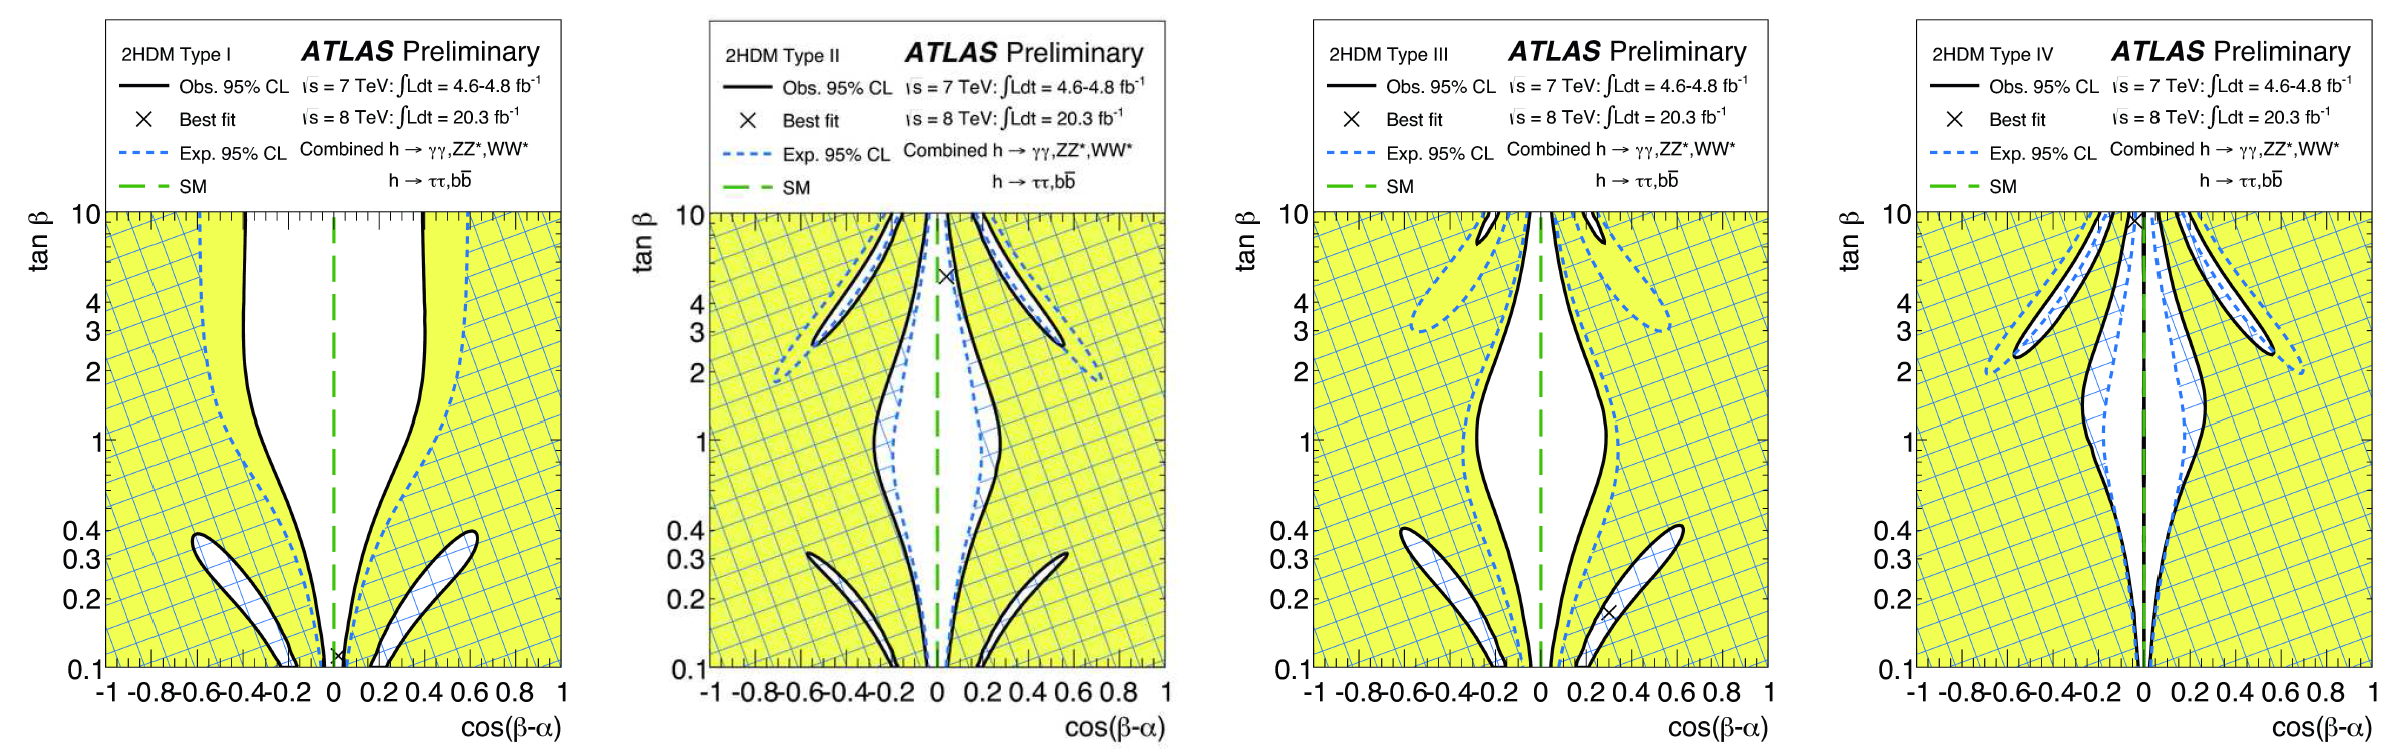 2HDM Type I ATLAS Preliminary
Obs. 95% CL √s = 7 TeV: ∫Ldt = 4.6-4.8 fb⁻¹
Best fit √s = 8 TeV: ∫Ldt = 20.3 fb⁻¹
Exp. 95% CL Combined h → γγ,ZZ*,WW*
SM h → ττ,bb̅
tan β
10
4
3
2
1
0.4
0.3
0.2
0.1
-1 -0.8 -0.6 -0.4 -0.2 0 0.2 0.4 0.6 0.8 1
cos(β-α)
2HDM Type II ATLAS Preliminary
Obs. 95% CL √s = 7 TeV: ∫Ldt = 4.6-4.8 fb⁻¹
Best fit √s = 8 TeV: ∫Ldt = 20.3 fb⁻¹
Exp. 95% CL Combined h → γγ,ZZ*,WW*
SM h → ττ,bb̅
tan β
10
4
3
2
1
0.4
0.3
0.2
0.1
-1 -0.8 -0.6 -0.4 -0.2 0 0.2 0.4 0.6 0.8 1
cos(β-α)
2HDM Type III ATLAS Preliminary
Obs. 95% CL √s = 7 TeV: ∫Ldt = 4.6-4.8 fb⁻¹
Best fit √s = 8 TeV: ∫Ldt = 20.3 fb⁻¹
Exp. 95% CL Combined h → γγ,ZZ*,WW*
SM h → ττ,bb̅
tan β
10
4
3
2
1
0.4
0.3
0.2
0.1
-1 -0.8 -0.6 -0.4 -0.2 0 0.2 0.4 0.6 0.8 1
cos(β-α)
2HDM Type IV ATLAS Preliminary
Obs. 95% CL √s = 7 TeV: ∫Ldt = 4.6-4.8 fb⁻¹
Best fit √s = 8 TeV: ∫Ldt = 20.3 fb⁻¹
Exp. 95% CL Combined h → γγ,ZZ*,WW*
SM h → ττ,bb̅
tan β
10
4
3
2
1
0.4
0.3
0.2
0.1
-1 -0.8 -0.6 -0.4 -0.2 0 0.2 0.4 0.6 0.8 1
cos(β-α)